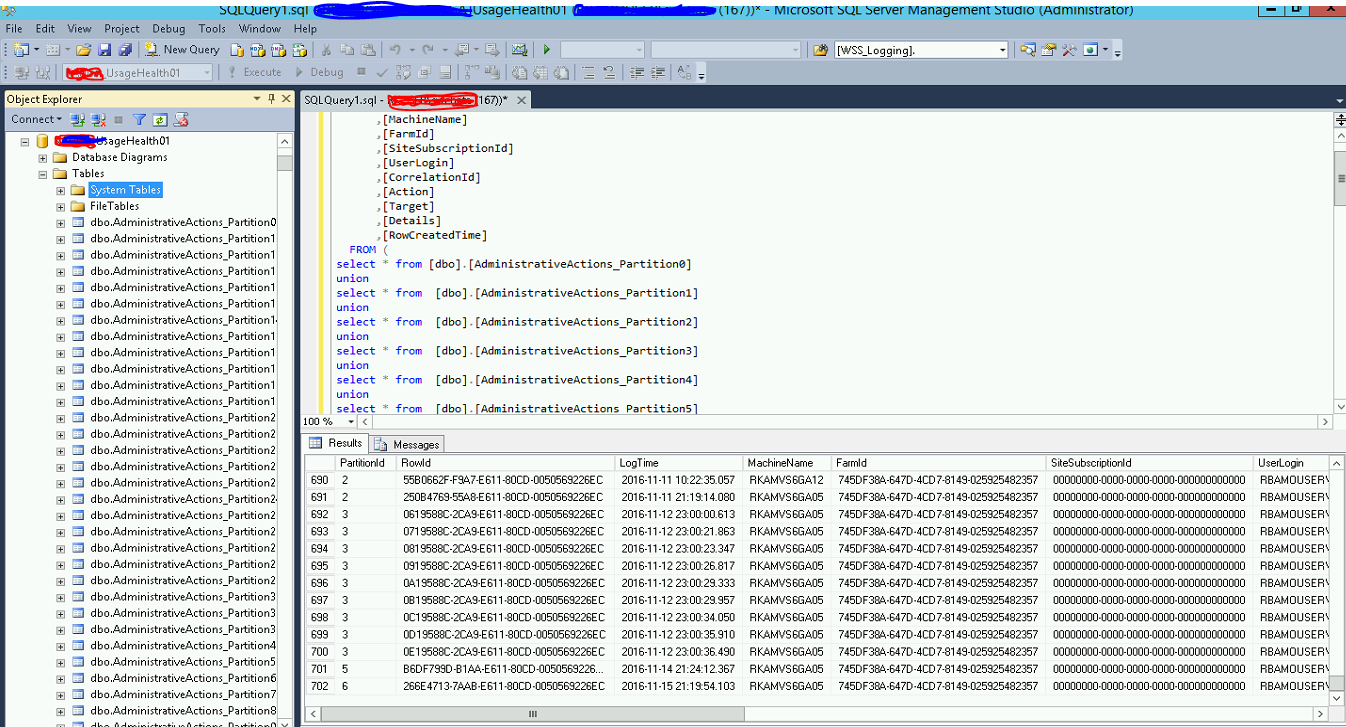 SQLQuery1.sql UsageHealth01 ( (167))* - Microsoft SQL Server Management Studio (Administrator)
File Edit View Project Debug Tools Window Help
New Query [WSS_Logging].
UsageHealth01 Execute Debug
Object Explorer
Connect
UsageHealth01
Database Diagrams
Tables
System Tables
FileTables
dbo.AdministrativeActions_Partition0
dbo.AdministrativeActions_Partition1
dbo.AdministrativeActions_Partition1
dbo.AdministrativeActions_Partition1
dbo.AdministrativeActions_Partition1
dbo.AdministrativeActions_Partition1
dbo.AdministrativeActions_Partition14
dbo.AdministrativeActions_Partition1
dbo.AdministrativeActions_Partition1
dbo.AdministrativeActions_Partition1
dbo.AdministrativeActions_Partition1
dbo.AdministrativeActions_Partition1
dbo.AdministrativeActions_Partition2
dbo.AdministrativeActions_Partition2
dbo.AdministrativeActions_Partition2
dbo.AdministrativeActions_Partition2
dbo.AdministrativeActions_Partition2
dbo.AdministrativeActions_Partition24
dbo.AdministrativeActions_Partition2
dbo.AdministrativeActions_Partition2
dbo.AdministrativeActions_Partition2
dbo.AdministrativeActions_Partition2
dbo.AdministrativeActions_Partition2
dbo.AdministrativeActions_Partition3
dbo.AdministrativeActions_Partition3
dbo.AdministrativeActions_Partition3
dbo.AdministrativeActions_Partition4
dbo.AdministrativeActions_Partition5
dbo.AdministrativeActions_Partition6
dbo.AdministrativeActions_Partition7
dbo.AdministrativeActions_Partition8
SQLQuery1.sql - (167))*
,[MachineName]
,[FarmId]
,[SiteSubscriptionId]
,[UserLogin]
,[CorrelationId]
,[Action]
,[Target]
,[Details]
,[RowCreatedTime]
FROM (
select * from [dbo].[AdministrativeActions_Partition0]
union
select * from [dbo].[AdministrativeActions_Partition1]
union
select * from [dbo].[AdministrativeActions_Partition2]
union
select * from [dbo].[AdministrativeActions_Partition3]
union
select * from [dbo].[AdministrativeActions_Partition4]
union
select * from [dbo].[AdministrativeActions_Partition5]
100 %
Results Messages
PartitionId RowId LogTime MachineName FarmId SiteSubscriptionId UserLogin
690 2 55B0662F-F9A7-E611-80CD-0050569226EC 2016-11-11 10:22:35.057 RKAMVS6GA12 745DF38A-647D-4CD7-8149-025925482357 00000000-0000-0000-0000-000000000000 RBAMOUSER\
691 2 250B4769-55A8-E611-80CD-0050569226EC 2016-11-11 21:19:14.080 RKAMVS6GA05 745DF38A-647D-4CD7-8149-025925482357 00000000-0000-0000-0000-000000000000 RBAMOUSER\
692 3 0619588C-2CA9-E611-80CD-0050569226EC 2016-11-12 23:00:00.613 RKAMVS6GA05 745DF38A-647D-4CD7-8149-025925482357 00000000-0000-0000-0000-000000000000 RBAMOUSER\
693 3 0719588C-2CA9-E611-80CD-0050569226EC 2016-11-12 23:00:21.863 RKAMVS6GA05 745DF38A-647D-4CD7-8149-025925482357 00000000-0000-0000-0000-000000000000 RBAMOUSER\
694 3 0819588C-2CA9-E611-80CD-0050569226EC 2016-11-12 23:00:23.347 RKAMVS6GA05 745DF38A-647D-4CD7-8149-025925482357 00000000-0000-0000-0000-000000000000 RBAMOUSER\
695 3 0919588C-2CA9-E611-80CD-0050569226EC 2016-11-12 23:00:26.817 RKAMVS6GA05 745DF38A-647D-4CD7-8149-025925482357 00000000-0000-0000-0000-000000000000 RBAMOUSER\
696 3 0A19588C-2CA9-E611-80CD-0050569226EC 2016-11-12 23:00:29.333 RKAMVS6GA05 745DF38A-647D-4CD7-8149-025925482357 00000000-0000-0000-0000-000000000000 RBAMOUSER\
697 3 0B19588C-2CA9-E611-80CD-0050569226EC 2016-11-12 23:00:29.957 RKAMVS6GA05 745DF38A-647D-4CD7-8149-025925482357 00000000-0000-0000-0000-000000000000 RBAMOUSER\
698 3 0C19588C-2CA9-E611-80CD-0050569226EC 2016-11-12 23:00:34.050 RKAMVS6GA05 745DF38A-647D-4CD7-8149-025925482357 00000000-0000-0000-0000-000000000000 RBAMOUSER\
699 3 0D19588C-2CA9-E611-80CD-0050569226EC 2016-11-12 23:00:35.910 RKAMVS6GA05 745DF38A-647D-4CD7-8149-025925482357 00000000-0000-0000-0000-000000000000 RBAMOUSER\
700 3 0E19588C-2CA9-E611-80CD-0050569226EC 2016-11-12 23:00:36.490 RKAMVS6GA05 745DF38A-647D-4CD7-8149-025925482357 00000000-0000-0000-0000-000000000000 RBAMOUSER\
701 5 B6DF799D-B1AA-E611-80CD-0050569226... 2016-11-14 21:24:12.367 RKAMVS6GA05 745DF38A-647D-4CD7-8149-025925482357 00000000-0000-0000-0000-000000000000 RBAMOUSER\
702 6 266E4713-7AAB-E611-80CD-0050569226EC 2016-11-15 21:19:54.103 RKAMVS6GA05 745DF38A-647D-4CD7-8149-025925482357 00000000-0000-0000-0000-000000000000 RBAMOUSER\